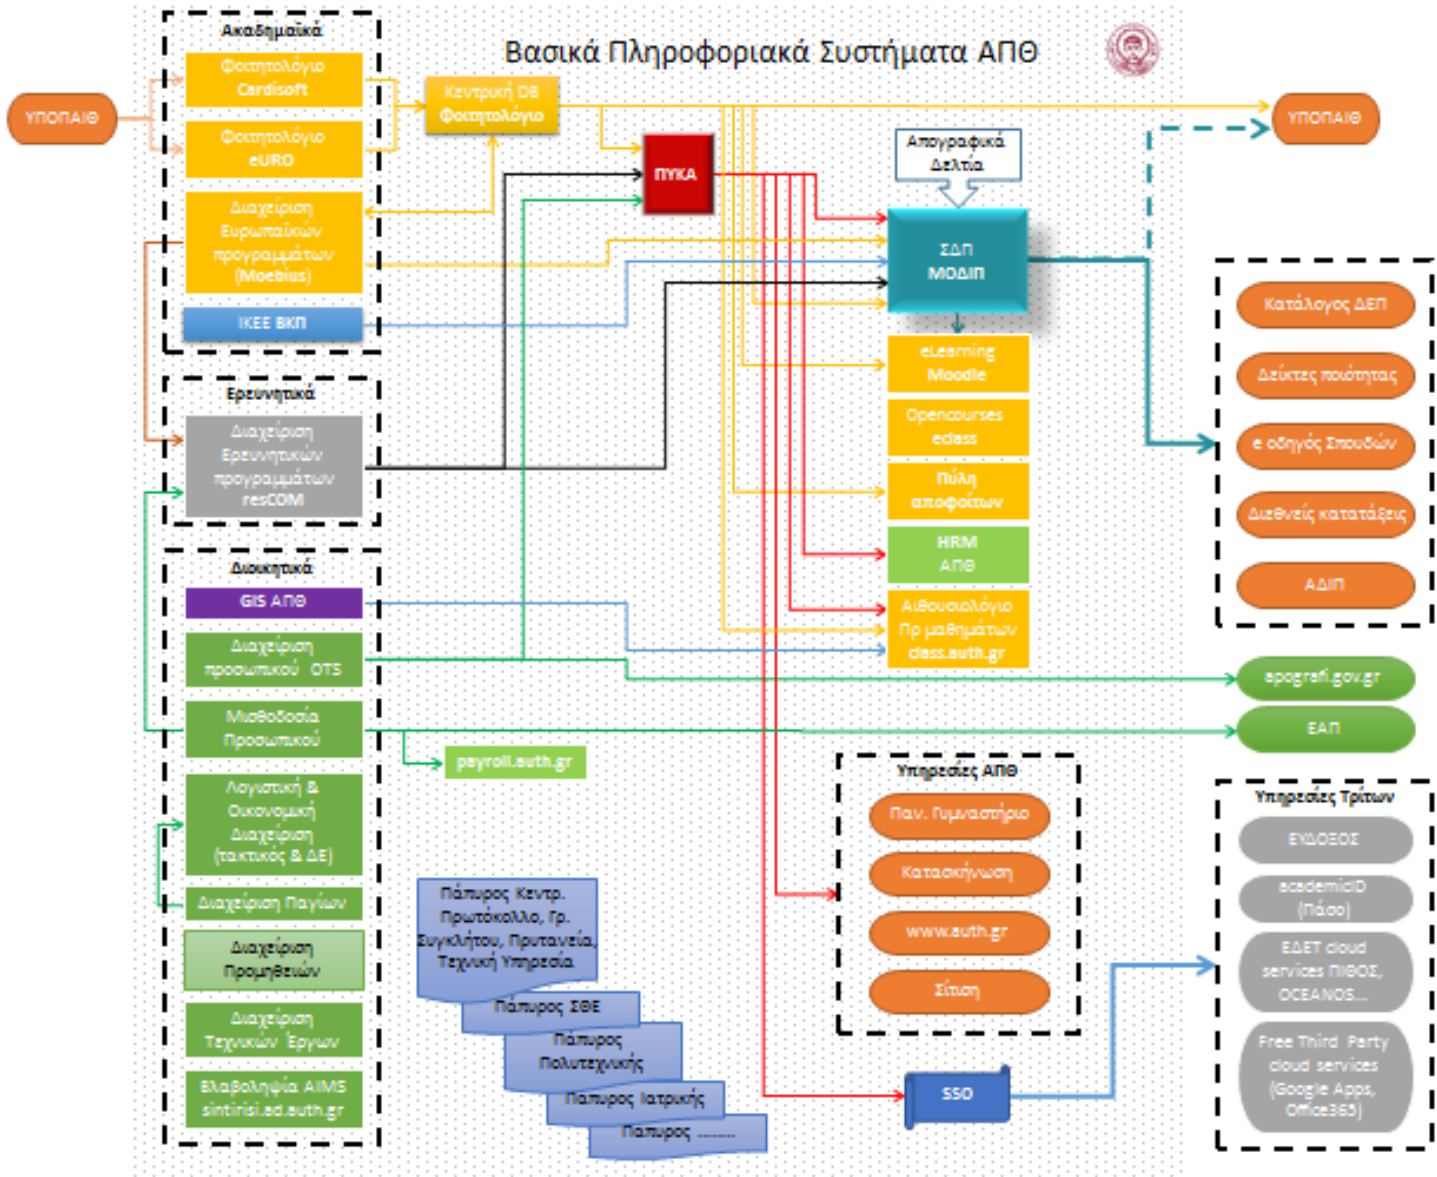 Βασικά Πληροφοριακά Συστήματα ΑΠΘ
ΥΠΟΠΑΙΘ
Ακαδημαϊκά
Φοιτητολόγιο
Cardisoft
Φοιτητολόγιο
eURO
Διαχείριση
Ευρωπαϊκών
προγραμμάτων
(Moebius)
ΙΚΕΕ ΒΚΠ
Ερευνητικά
Διαχείριση
Ερευνητικών
προγραμμάτων
resCOM
Διοικητικά
GIS ΑΠΘ
Διαχείριση
προσωπικού OTS
Μισθοδοσία
Προσωπικού
Λογιστική &
Οικονομική
Διαχείριση
(τακτικός & ΔΕ)
Διαχείριση Παγίων
Διαχείριση
Προμηθειών
Διαχείριση
Τεχνικών Έργων
Βλαβοληψία AIMS
sintirisi.ad.auth.gr
Κεντρική DB
Φοιτητολόγιο
ΠΥΚΑ
payroll.auth.gr
Πάπυρος Κεντρ.
Πρωτόκολλο, Γρ.
Συγκλήτου, Πρυτανεία,
Τεχνική Υπηρεσία
Πάπυρος ΣΘΕ
Πάπυρος
Πολυτεχνικής
Πάπυρος Ιατρικής
Πάπυρος ........
Απογραφικά
Δελτία
ΣΔΠ
ΜΟΔΙΠ
eLearning
Moodle
Opencourses
eclass
Πύλη
αποφοίτων
HRM
ΑΠΘ
Αιθουσιολόγιο
Πρ μαθημάτων
class.auth.gr
Υπηρεσίες ΑΠΘ
Παν. Γυμναστήριο
Κατασκήνωση
www.auth.gr
Σίτιση
SSO
ΥΠΟΠΑΙΘ
Κατάλογος ΔΕΠ
Δείκτες ποιότητας
e οδηγός Σπουδών
Διεθνείς κατατάξεις
ΑΔΙΠ
apografi.gov.gr
ΕΑΠ
Υπηρεσίες Τρίτων
ΕΥΔΟΞΟΣ
academicID
(Πάσο)
ΕΔΕΤ cloud
services ΠΙΘΟΣ,
OCEANOS...
Free Third Party
cloud services
(Google Apps,
Office365)